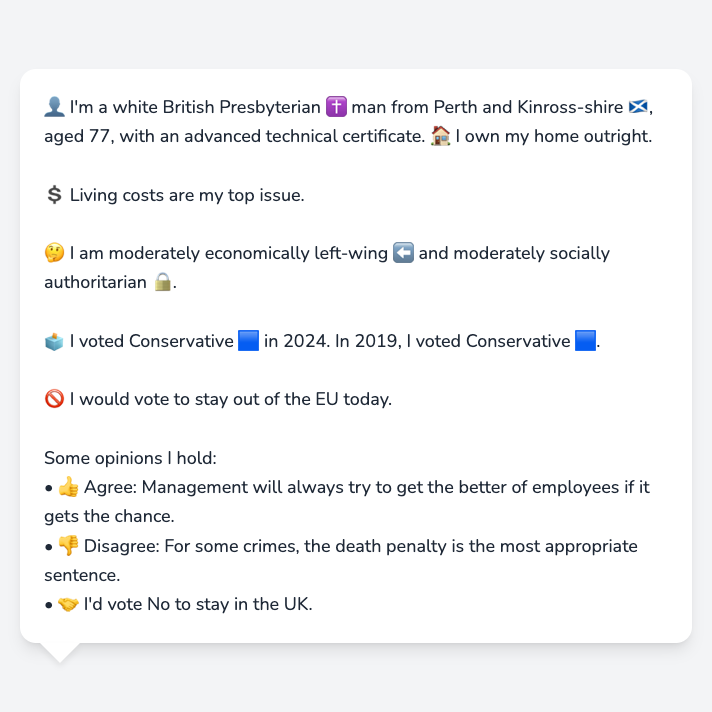 👤 I'm a white British Presbyterian ✝️ man from Perth and Kinross-shire 🏴󠁧󠁢󠁳󠁣󠁴󠁿,
aged 77, with an advanced technical certificate. 🏠 I own my home outright.
💲 Living costs are my top issue.
🤔 I am moderately economically left-wing ⬅️ and moderately socially
authoritarian 🔒.
🗳️ I voted Conservative 🟦 in 2024. In 2019, I voted Conservative 🟦.
🚫 I would vote to stay out of the EU today.
Some opinions I hold:
• 👍 Agree: Management will always try to get the better of employees if it
gets the chance.
• 👎 Disagree: For some crimes, the death penalty is the most appropriate
sentence.
• 🤝 I'd vote No to stay in the UK.